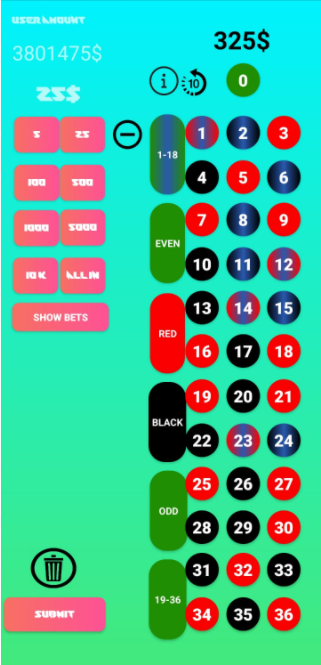 USER AMOUNT
3801475$
325$
25$
i
10
0
5 25
100 500
1000 5000
10K ALL IN
SHOW BETS
1-18
EVEN
RED
BLACK
ODD
19-36
1 2 3
4 5 6
7 8 9
10 11 12
13 14 15
16 17 18
19 20 21
22 23 24
25 26 27
28 29 30
31 32 33
34 35 36
SUBMIT